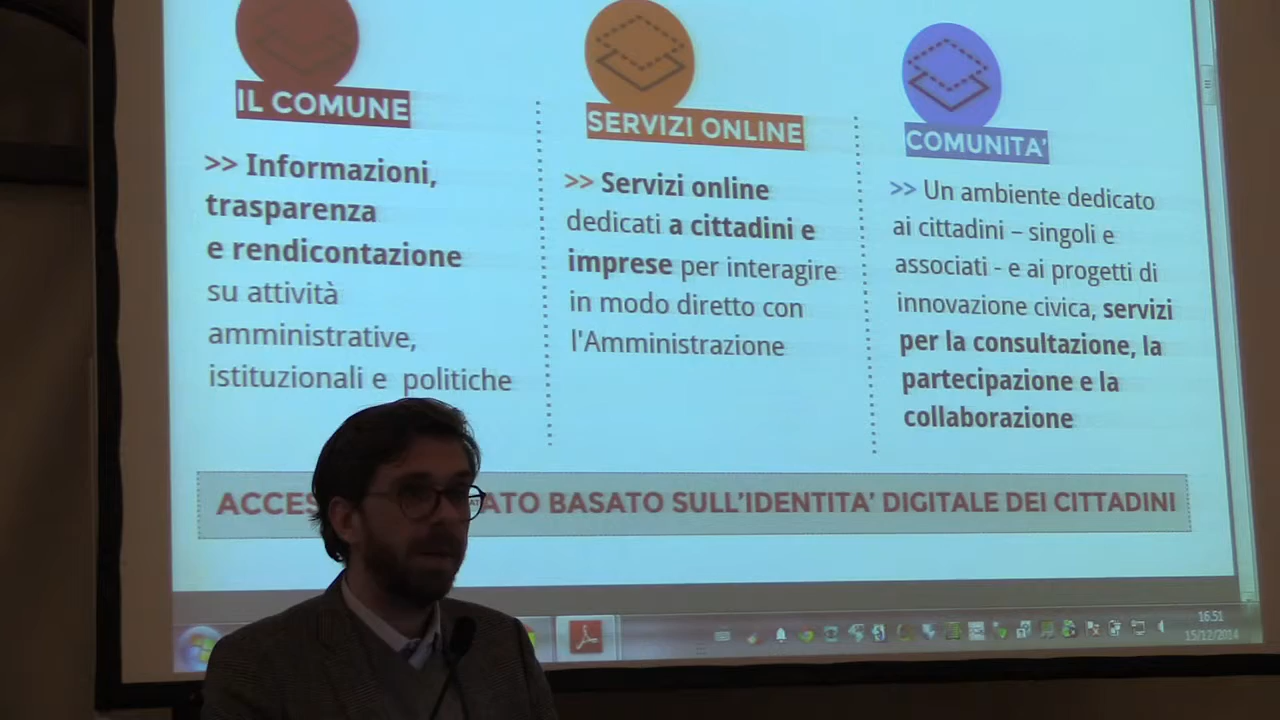 IL COMUNE
>> Informazioni,
trasparenza
e rendicontazione
su attività
amministrative,
istituzionali e politiche
SERVIZI ONLINE
>> Servizi online
dedicati a cittadini e
imprese per interagire
in modo diretto con
l'Amministrazione
COMUNITA'
>> Un ambiente dedicato
ai cittadini – singoli e
associati - e ai progetti di
innovazione civica, servizi
per la consultazione, la
partecipazione e la
collaborazione
BASATO SULL'IDENTITA' DIGITALE DEI CITTADINI
16.51
15/12/2014